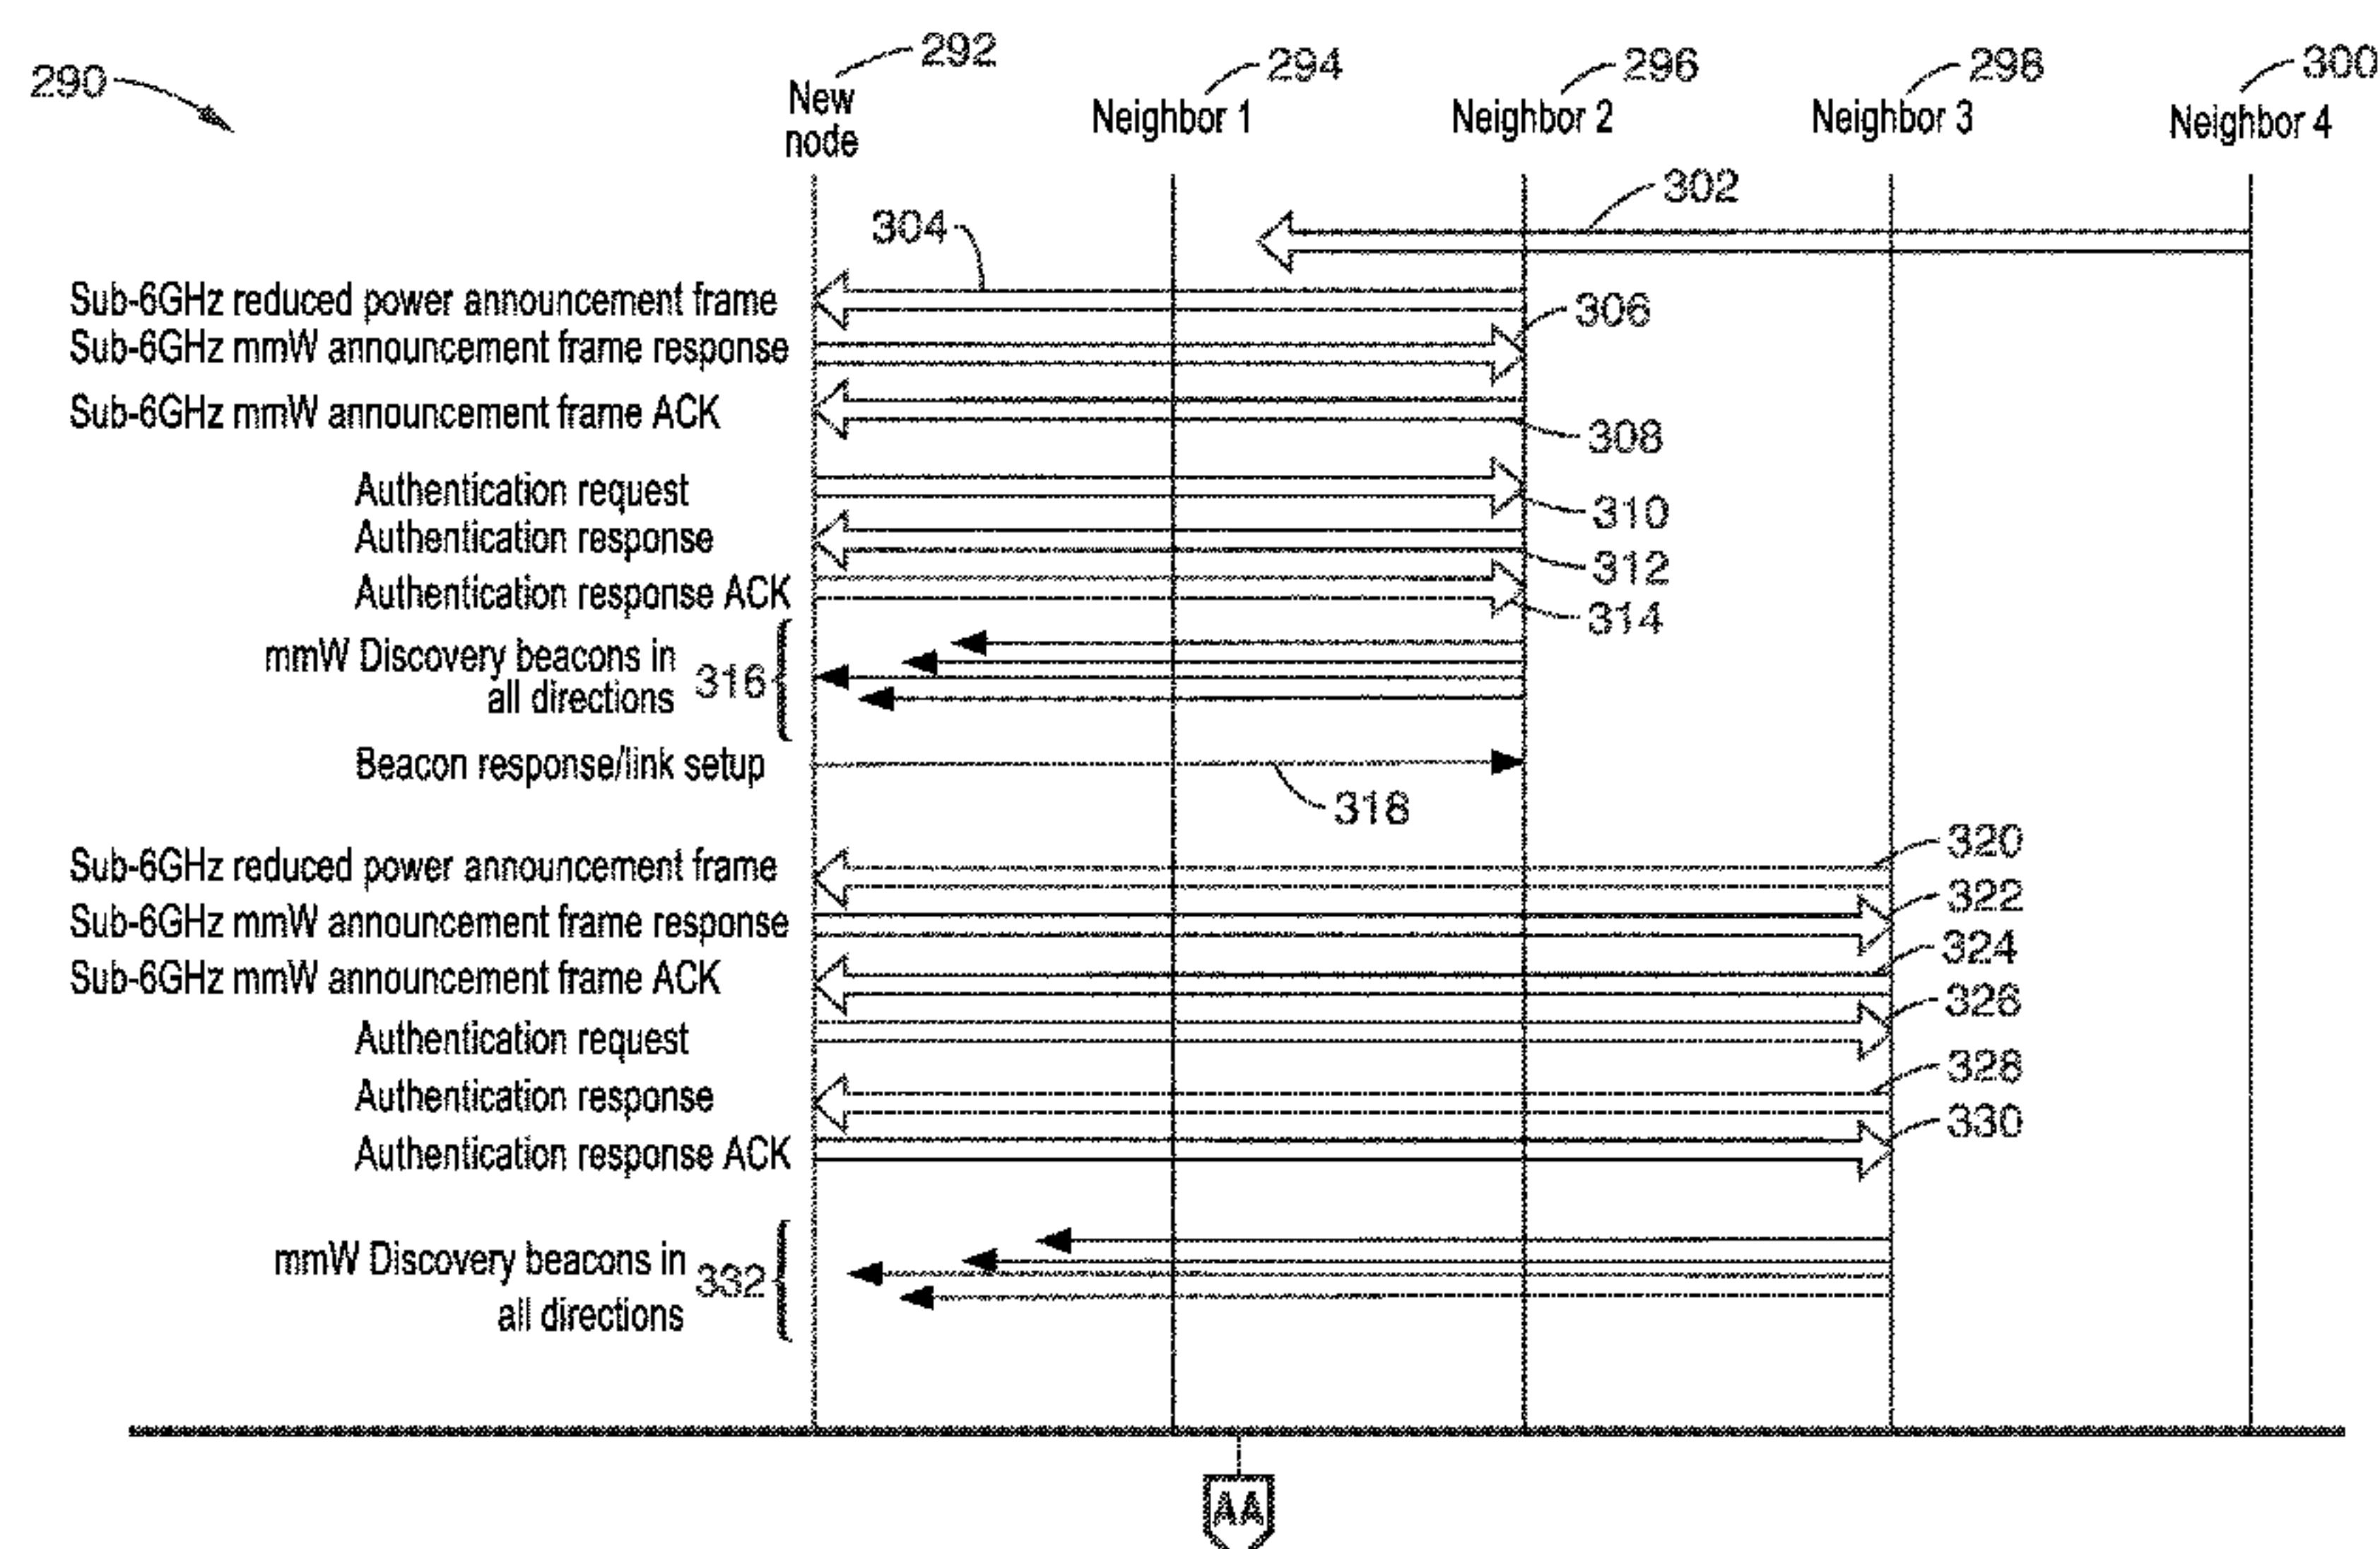 290
292
294
296
298
300
New
node
Neighbor 1
Neighbor 2
Neighbor 3
Neighbor 4
302
304
Sub-6GHz reduced power announcement frame
306
Sub-6GHz mmW announcement frame response
Sub-6GHz mmW announcement frame ACK
308
Authentication request
310
Authentication response
312
Authentication response ACK
314
mmW Discovery beacons in
all directions
316
Beacon response/link setup
318
320
Sub-6GHz reduced power announcement frame
322
Sub-6GHz mmW announcement frame response
324
Sub-6GHz mmW announcement frame ACK
326
Authentication request
328
Authentication response
330
Authentication response ACK
mmW Discovery beacons in
all directions
332
AA